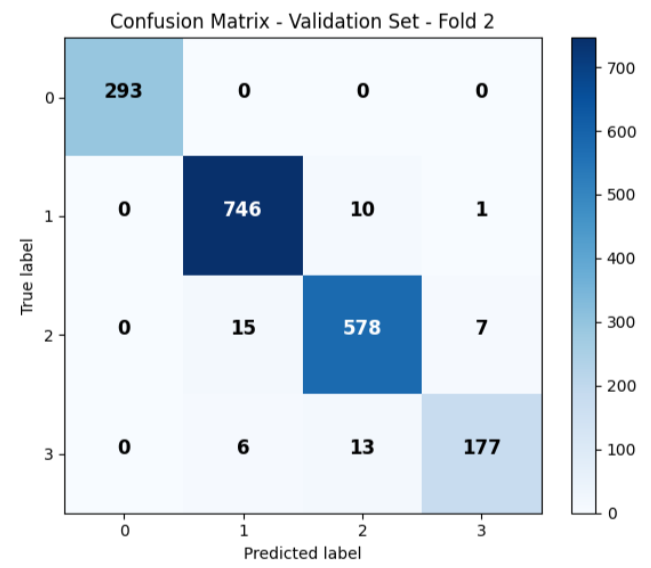 Confusion Matrix - Validation Set - Fold 2
True label
0 293 0 0 0
1 0 746 10 1
2 0 15 578 7
3 0 6 13 177
0 1 2 3
Predicted label
700
600
500
400
300
200
100
0